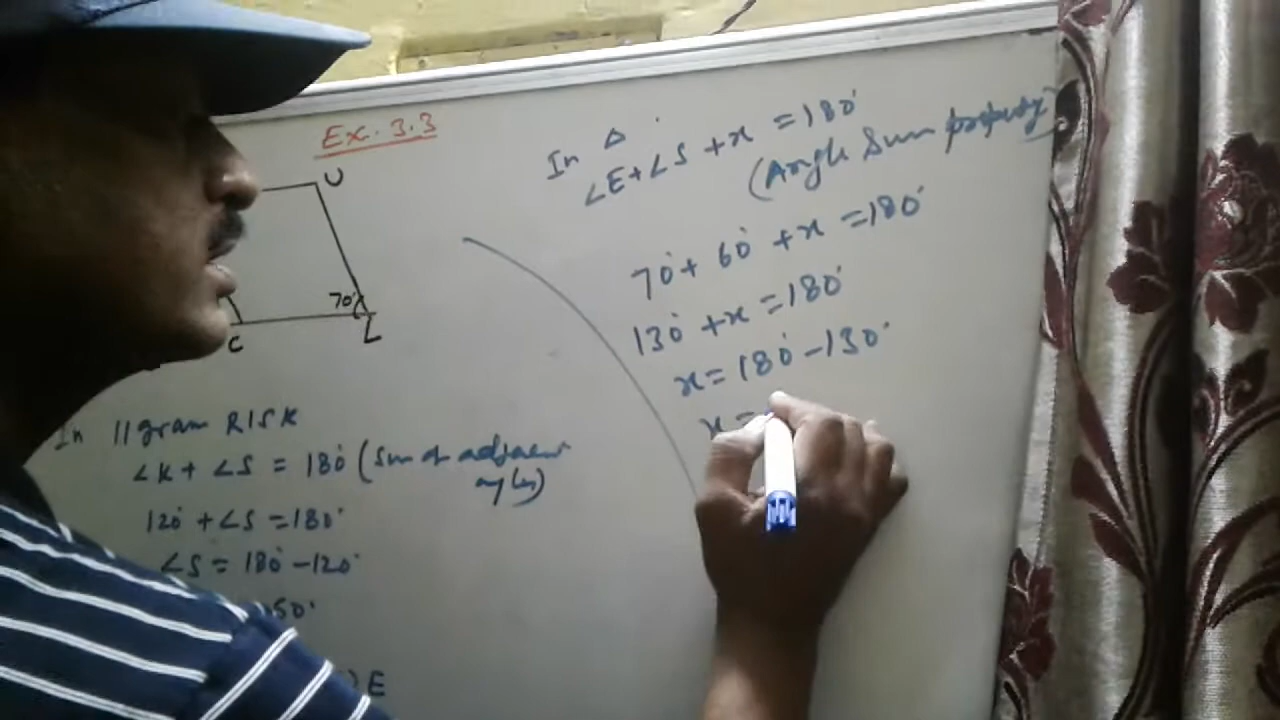 Ex. 3.3
U
70°
C
L
In ||gram RISK
∠K + ∠S = 180° (Sum of adjacent
angles)
120° + ∠S = 180°
∠S = 180° - 120°
E
In Δ
∠E + ∠S + x = 180°
(Angle Sum property)
70° + 60° + x = 180°
130° + x = 180°
x = 180° - 130°
x =